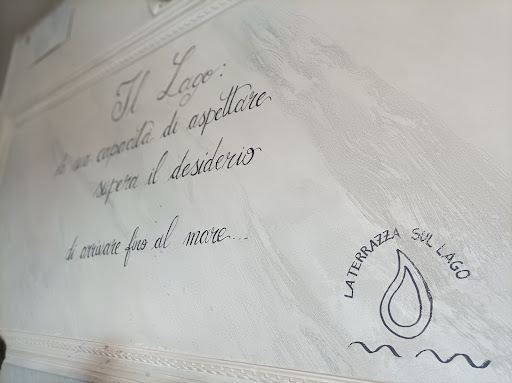 Il Lago:
la sua capacità di aspettare
supera il desiderio
di arrivare fino al mare...
LA TERRAZZA SUL LAGO